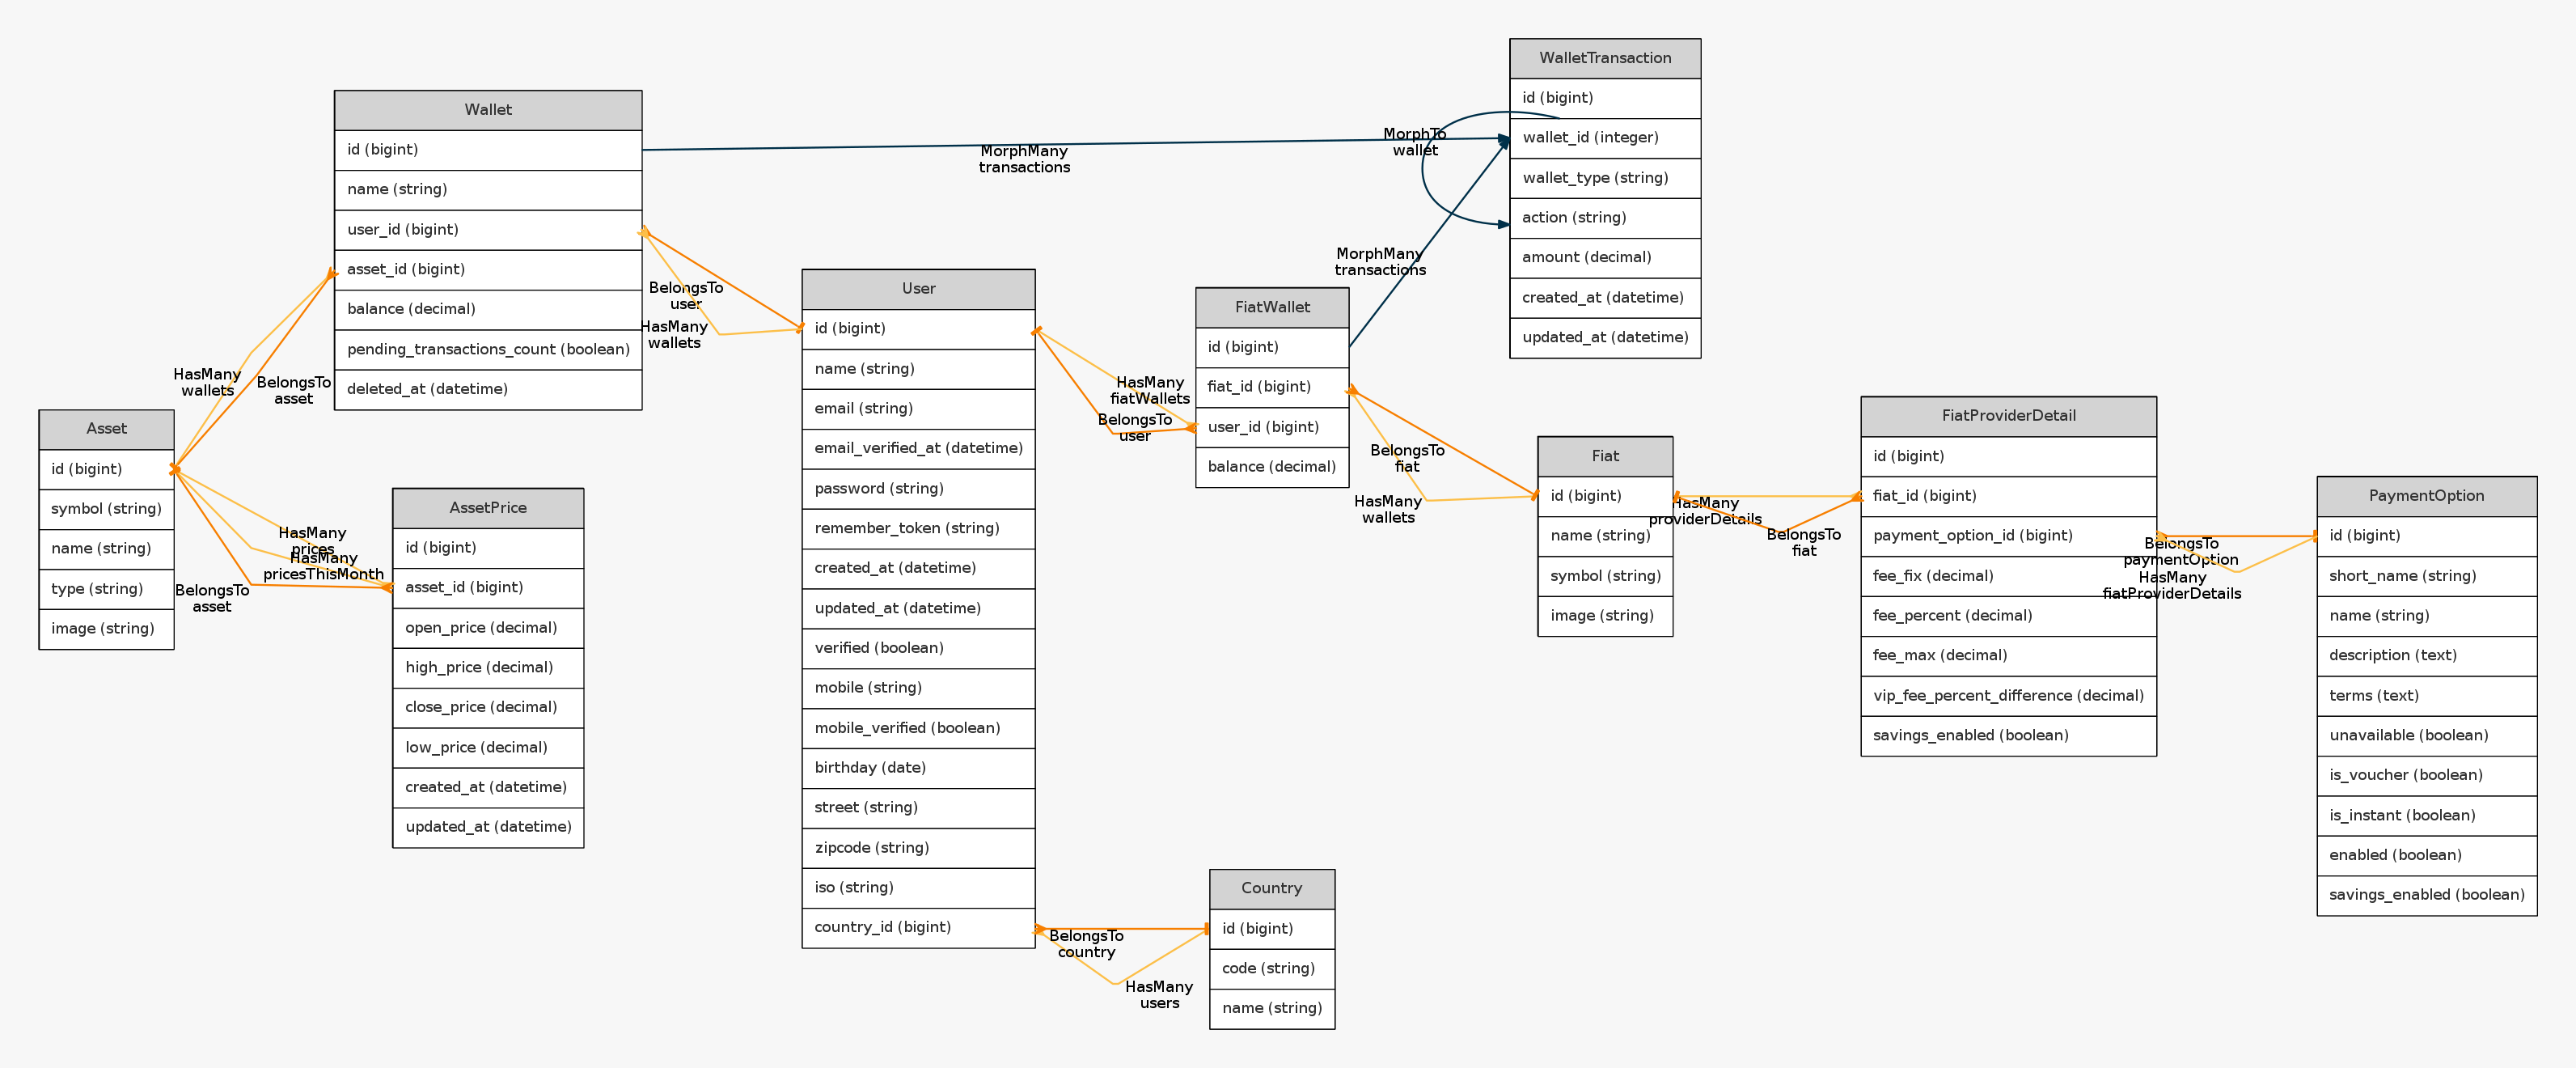 WalletTransaction
id (bigint)
wallet_id (integer)
wallet_type (string)
action (string)
amount (decimal)
created_at (datetime)
updated_at (datetime)
MorphTo
wallet
Wallet
id (bigint)
name (string)
user_id (bigint)
asset_id (bigint)
balance (decimal)
pending_transactions_count (boolean)
deleted_at (datetime)
MorphMany
transactions
BelongsTo
user
HasMany
wallets
HasMany
wallets
BelongsTo
asset
Asset
id (bigint)
symbol (string)
name (string)
type (string)
image (string)
HasMany
prices
HasMany
pricesThisMonth
BelongsTo
asset
AssetPrice
id (bigint)
asset_id (bigint)
open_price (decimal)
high_price (decimal)
close_price (decimal)
low_price (decimal)
created_at (datetime)
updated_at (datetime)
User
id (bigint)
name (string)
email (string)
email_verified_at (datetime)
password (string)
remember_token (string)
created_at (datetime)
updated_at (datetime)
verified (boolean)
mobile (string)
mobile_verified (boolean)
birthday (date)
street (string)
zipcode (string)
iso (string)
country_id (bigint)
HasMany
fiatWallets
BelongsTo
user
BelongsTo
country
HasMany
users
Country
id (bigint)
code (string)
name (string)
FiatWallet
id (bigint)
fiat_id (bigint)
user_id (bigint)
balance (decimal)
MorphMany
transactions
BelongsTo
fiat
HasMany
wallets
Fiat
id (bigint)
name (string)
symbol (string)
image (string)
HasMany
providerDetails
BelongsTo
fiat
FiatProviderDetail
id (bigint)
fiat_id (bigint)
payment_option_id (bigint)
fee_fix (decimal)
fee_percent (decimal)
fee_max (decimal)
vip_fee_percent_difference (decimal)
savings_enabled (boolean)
BelongsTo
paymentOption
HasMany
fiatProviderDetails
PaymentOption
id (bigint)
short_name (string)
name (string)
description (text)
terms (text)
unavailable (boolean)
is_voucher (boolean)
is_instant (boolean)
enabled (boolean)
savings_enabled (boolean)